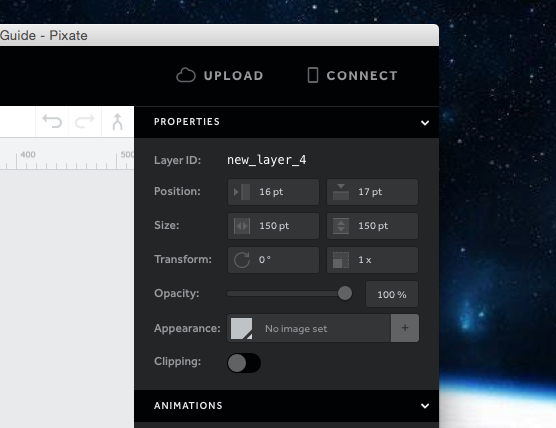 Guide - Pixate
UPLOAD CONNECT
400 500
PROPERTIES
Layer ID: new_layer_4
Position: 16 pt 17 pt
Size: 150 pt 150 pt
Transform: 0° 1 x
Opacity: 100 %
Appearance: No image set +
Clipping:
ANIMATIONS